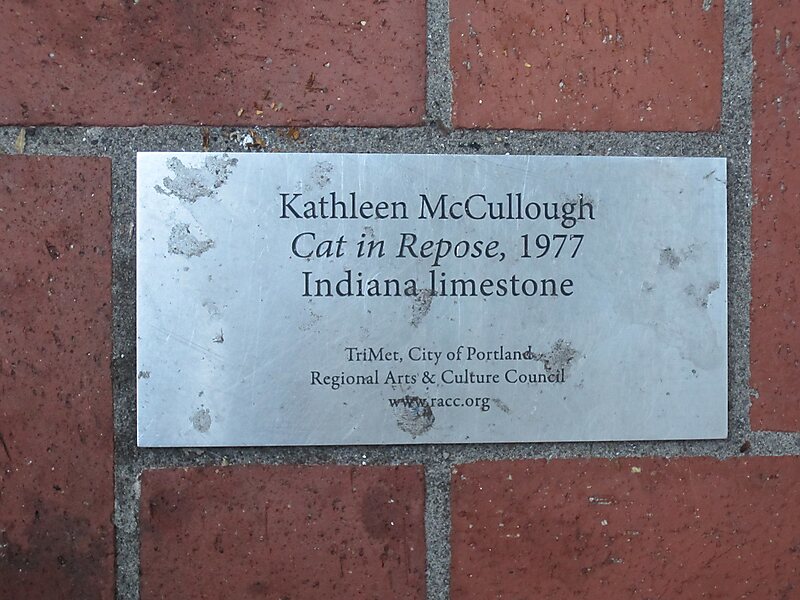 Kathleen McCullough
Cat in Repose, 1977
Indiana limestone
TriMet, City of Portland
Regional Arts & Culture Council
www.racc.org